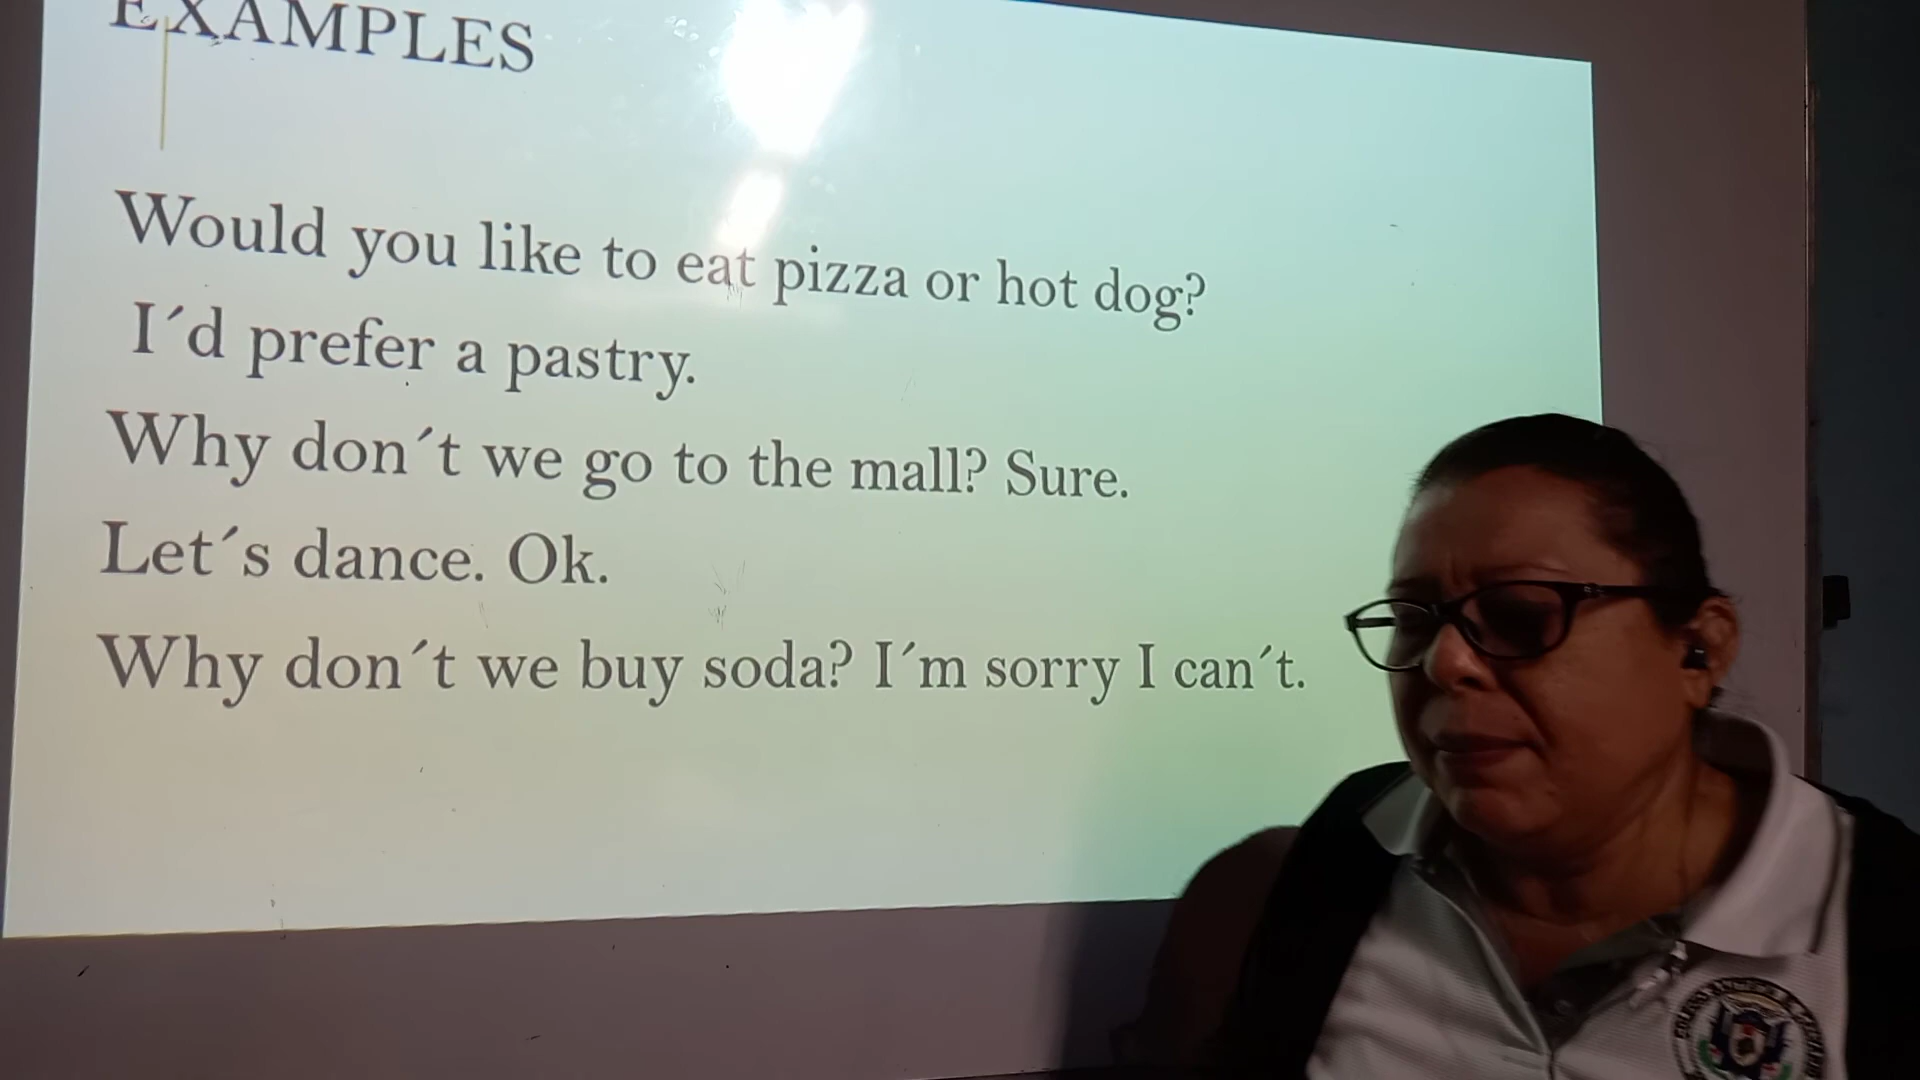 EXAMPLES
Would you like to eat pizza or hot dog?
I´d prefer a pastry.
Why don´t we go to the mall? Sure.
Let´s dance. Ok.
Why don´t we buy soda? I´m sorry I can´t.